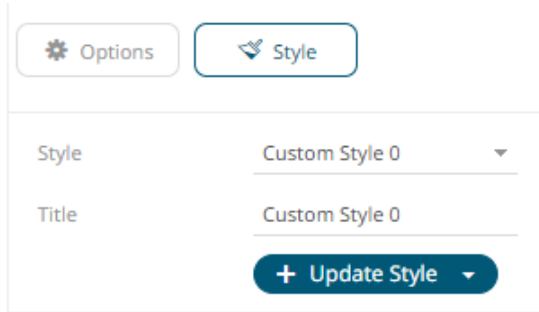 Options Style
Style Custom Style 0
Title Custom Style 0
+ Update Style